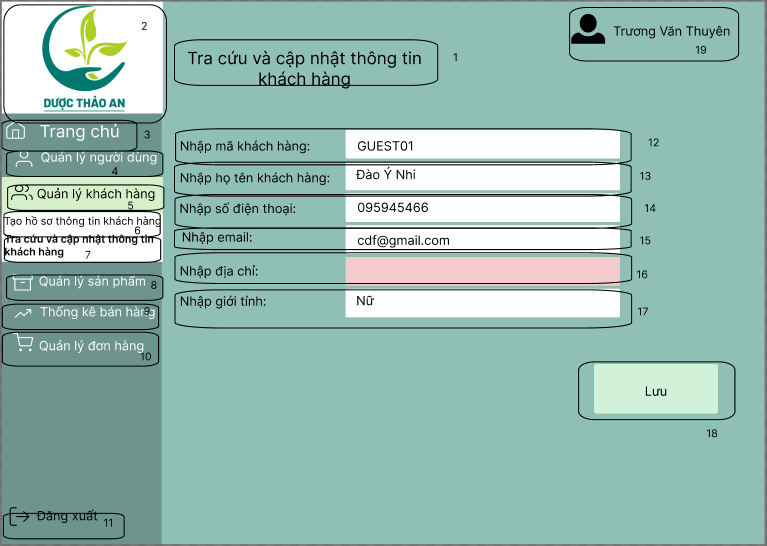 2
DƯỢC THẢO AN
Tra cứu và cập nhật thông tin
khách hàng
1
Trương Văn Thuyên
19
Trang chủ
3
Quản lý người dùng
4
Quản lý khách hàng
5
Tạo hồ sơ thông tin khách hàng
6
Tra cứu và cập nhật thông tin
khách hàng
7
Quản lý sản phẩm
8
Thống kê bán hàng
9
Quản lý đơn hàng
10
Đăng xuất
11
Nhập mã khách hàng: GUEST01
12
Nhập họ tên khách hàng: Đào Ý Nhi
13
Nhập số điện thoại: 095945466
14
Nhập email: cdf@gmail.com
15
Nhập địa chỉ:
16
Nhập giới tính: Nữ
17
Lưu
18